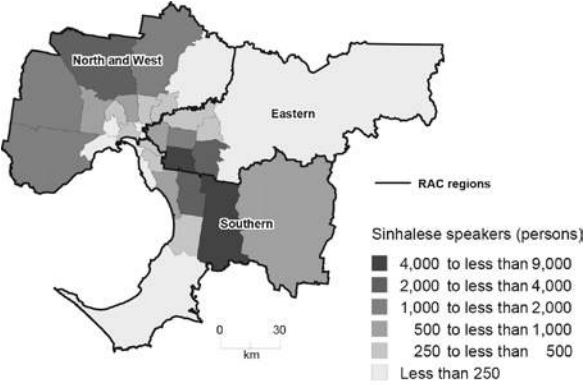 North and West
Eastern
RAC regions
Southern
Sinhalese speakers (persons)
4,000 to less than 9,000
2,000 to less than 4,000
1,000 to less than 2,000
500 to less than 1,000
250 to less than 500
Less than 250
0 30
km